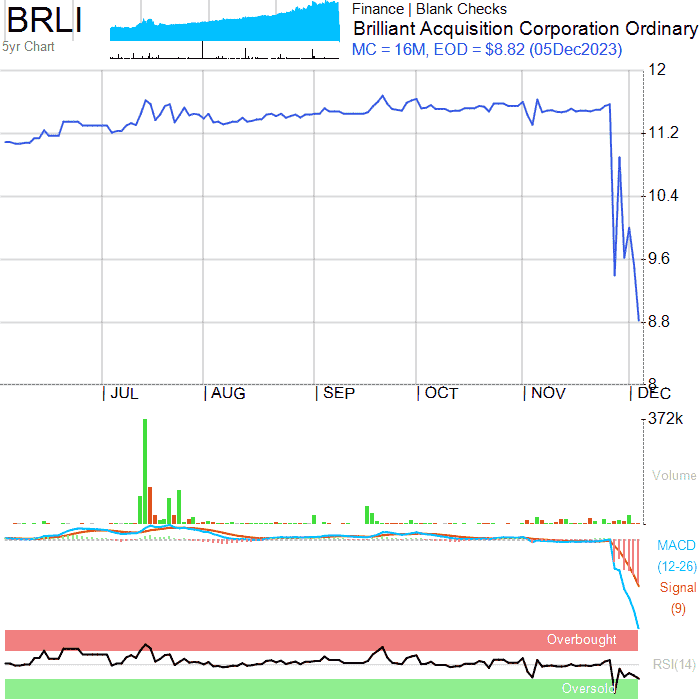 BRLI
5yr Chart
Finance | Blank Checks
Brilliant Acquisition Corporation Ordinary
MC = 16M, EOD = $8.82 (05Dec2023)
12
11.2
10.4
9.6
8.8
8
| JUL | AUG | SEP | OCT | NOV | DEC
372k
Volume
MACD
(12-26)
Signal
(9)
Overbought
RSI(14)
Oversold